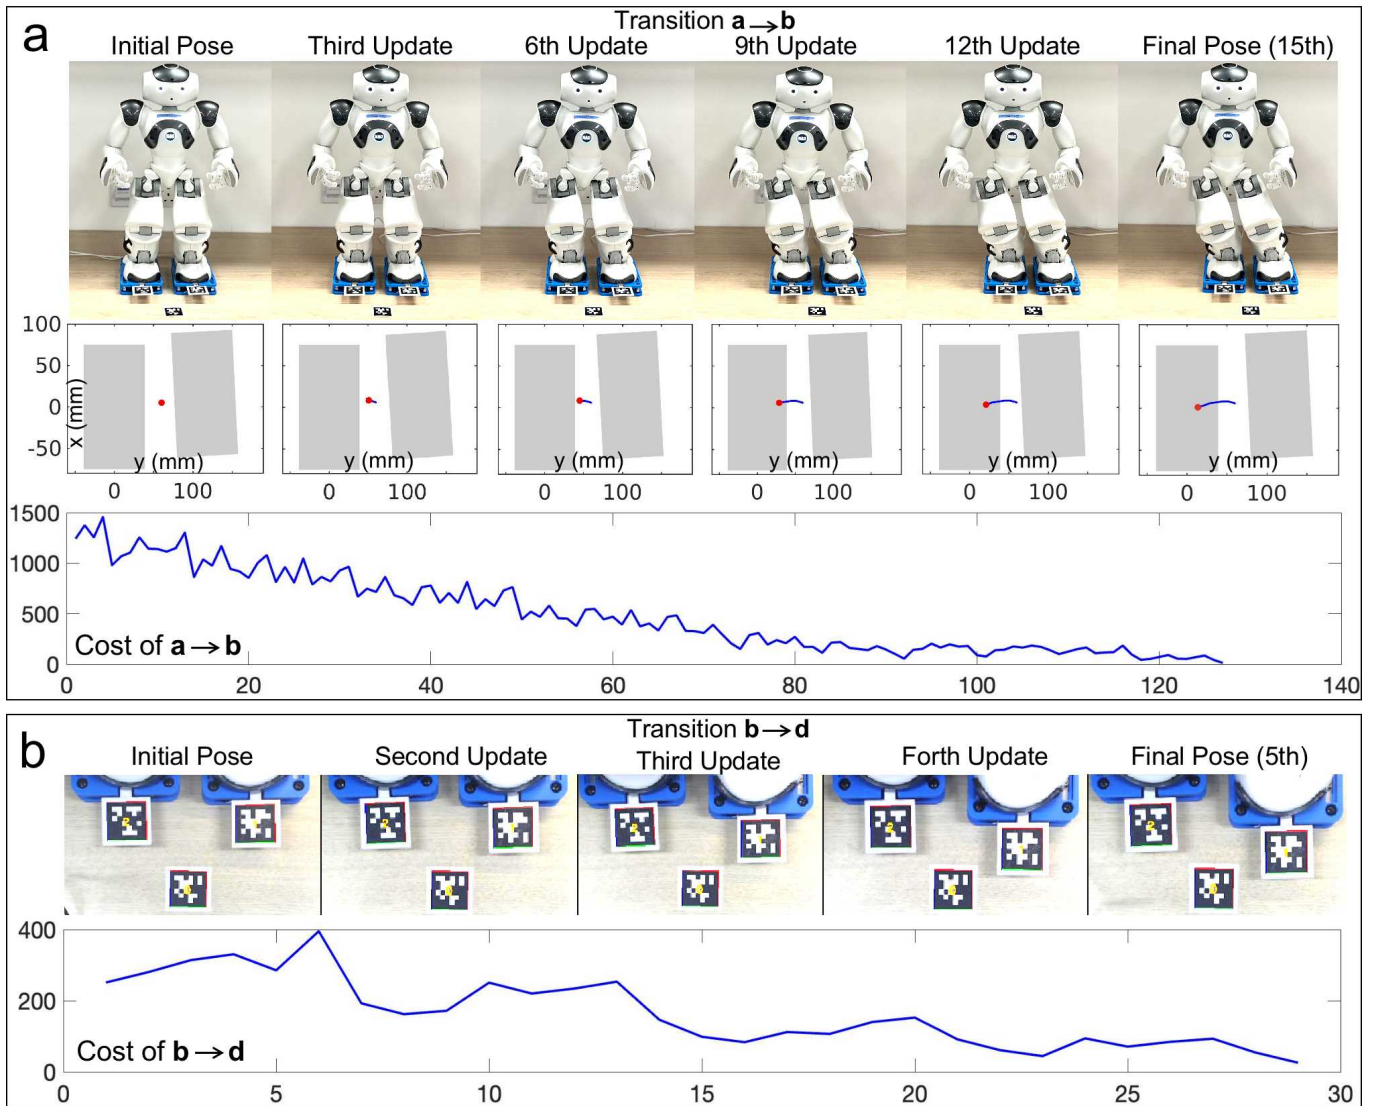 a
Transition a→b
Initial Pose Third Update 6th Update 9th Update 12th Update Final Pose (15th)
100
50
0
-50
x (mm)
y (mm) y (mm) y (mm) y (mm) y (mm) y (mm)
0 100 0 100 0 100 0 100 0 100 0 100
1500
1000
500
0
Cost of a→b
0 20 40 60 80 100 120 140
b
Transition b→d
Initial Pose Second Update Third Update Forth Update Final Pose (5th)
400
200
0
Cost of b→d
0 5 10 15 20 25 30